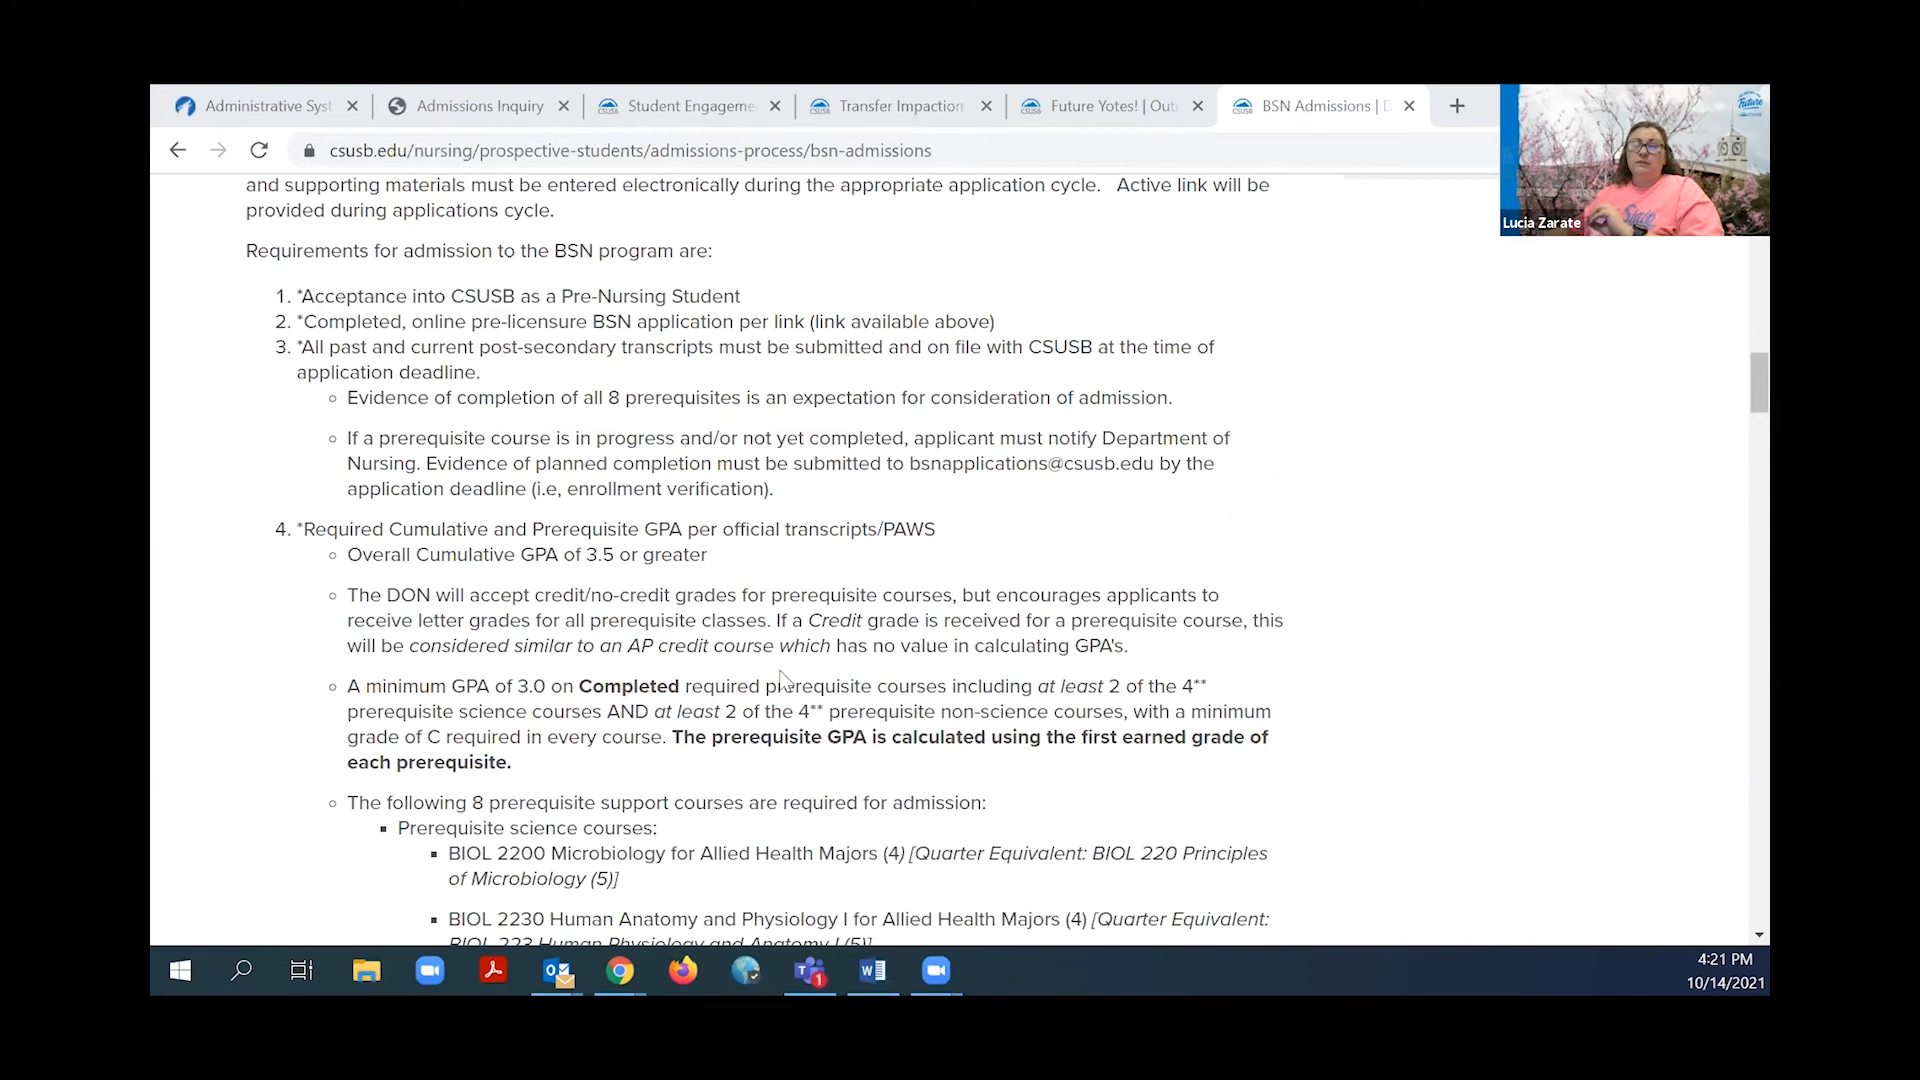 Administrative Syst
Admissions Inquiry
CSUSB
Student Engageme
CSUSB
Transfer Impaction
CSUSB
Future Yotes! | Out
CSUSB
BSN Admissions | D
csusb.edu/nursing/prospective-students/admissions-process/bsn-admissions
Future
Lucia Zarate
State
and supporting materials must be entered electronically during the appropriate application cycle. Active link will be
provided during applications cycle.
Requirements for admission to the BSN program are:
1. *Acceptance into CSUSB as a Pre-Nursing Student
2. *Completed, online pre-licensure BSN application per link (link available above)
3. *All past and current post-secondary transcripts must be submitted and on file with CSUSB at the time of
application deadline.
Evidence of completion of all 8 prerequisites is an expectation for consideration of admission.
If a prerequisite course is in progress and/or not yet completed, applicant must notify Department of
Nursing. Evidence of planned completion must be submitted to bsnapplications@csusb.edu by the
application deadline (i.e, enrollment verification).
4. *Required Cumulative and Prerequisite GPA per official transcripts/PAWS
Overall Cumulative GPA of 3.5 or greater
The DON will accept credit/no-credit grades for prerequisite courses, but encourages applicants to
receive letter grades for all prerequisite classes. If a Credit grade is received for a prerequisite course, this
will be considered similar to an AP credit course which has no value in calculating GPA's.
A minimum GPA of 3.0 on Completed required prerequisite courses including at least 2 of the 4**
prerequisite science courses AND at least 2 of the 4** prerequisite non-science courses, with a minimum
grade of C required in every course. The prerequisite GPA is calculated using the first earned grade of
each prerequisite.
The following 8 prerequisite support courses are required for admission:
Prerequisite science courses:
BIOL 2200 Microbiology for Allied Health Majors (4) [Quarter Equivalent: BIOL 220 Principles
of Microbiology (5)]
BIOL 2230 Human Anatomy and Physiology I for Allied Health Majors (4) [Quarter Equivalent:
BIOL 223 Human Physiology and Anatomy I (5)]
1
4:21 PM
10/14/2021